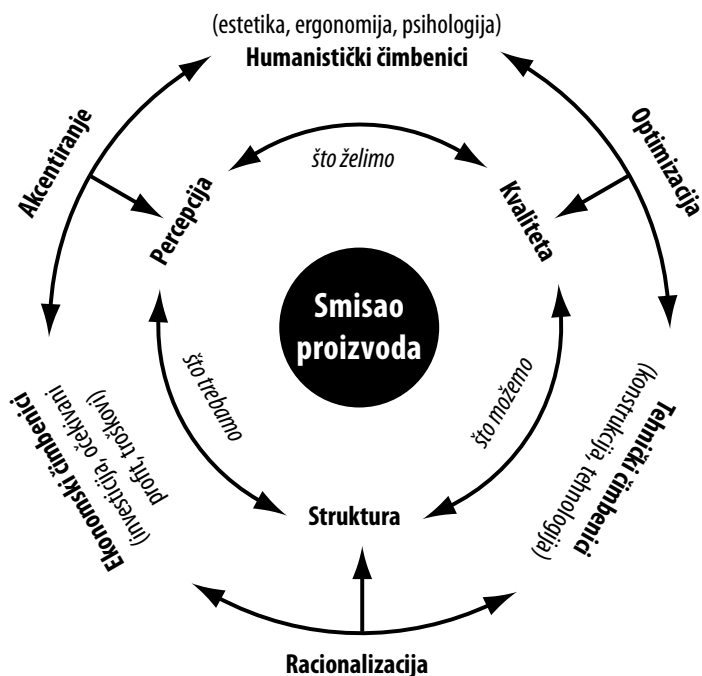 (estetika, ergonomija, psihologija)
Humanistički čimbenici
Akcentiranje
Optimizacija
što želimo
Percepcija
Kvaliteta
Smisao
proizvoda
što trebamo
što možemo
Ekonomski čimbenici
(investicija, očekivani
profit, troškovi)
Tehnički čimbenici
(konstrukcija, tehnologija)
Struktura
Racionalizacija